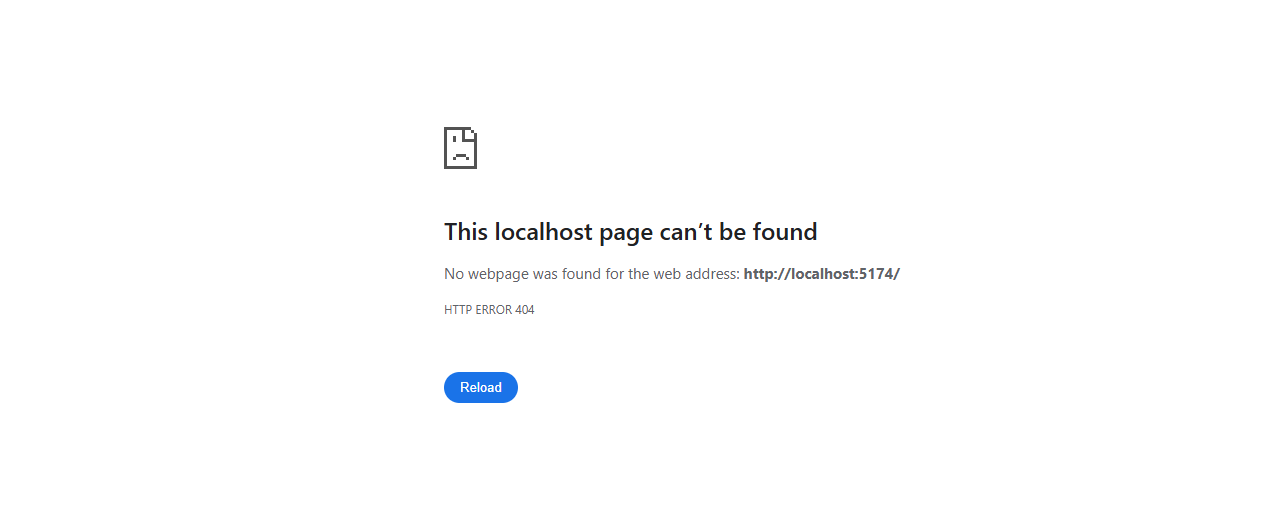 This localhost page can’t be found
No webpage was found for the web address: http://localhost:5174/
HTTP ERROR 404
Reload